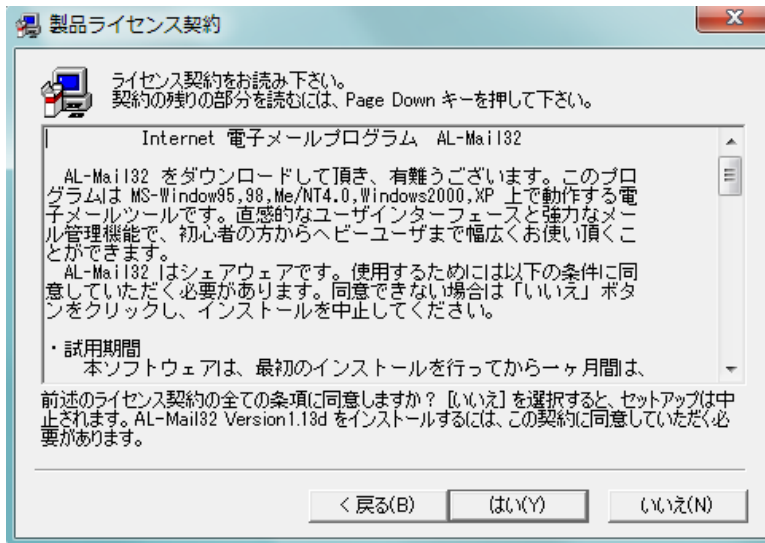 製品ライセンス契約
ライセンス契約をお読み下さい。
契約の残りの部分を読むには、Page Down キーを押して下さい。
Internet 電子メールプログラム AL-Mail32
AL-Mail32 をダウンロードして頂き、有難うございます。このプロ
グラムは MS-Window95,98,Me/NT4.0,Windows2000,XP 上で動作する電
子メールツールです。直感的なユーザインターフェースと強力なメー
ル管理機能で、初心者の方からヘビーユーザまで幅広くお使い頂くこ
とができます。
AL-Mail32 はシェアウェアです。使用するためには以下の条件に同
意していただく必要があります。同意できない場合は「いいえ」ボタ
ンをクリックし、インストールを中止してください。
・試用期間
本ソフトウェアは、最初のインストールを行ってから一ヶ月間は、
前述のライセンス契約の全ての条項に同意しますか？ [いいえ] を選択すると、セットアップは中
止されます。AL-Mail32 Version1.13d をインストールするには、この契約に同意していただく必
要があります。
< 戻る(B)
はい(Y)
いいえ(N)